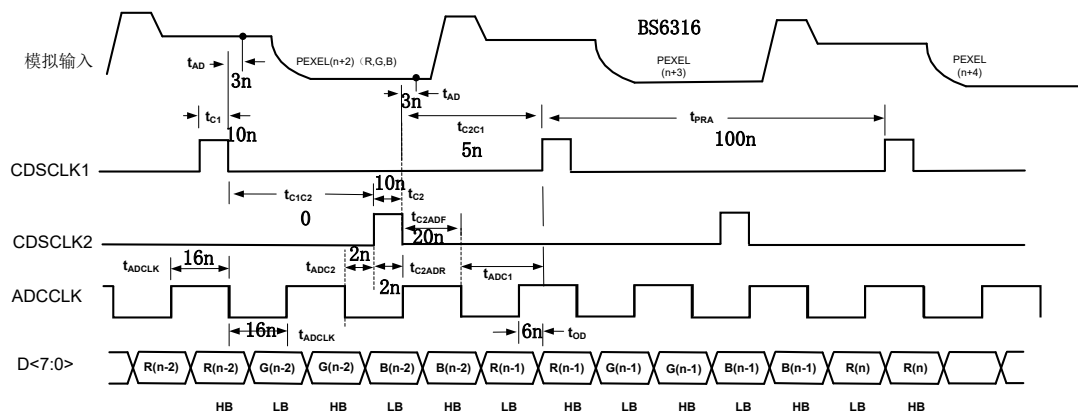 BS6316
模拟输入
tAD
3n
PEXEL(n+2)（R,G,B）
PEXEL
(n+3)
PEXEL
(n+4)
3n
tAD
tC1
10n
tC2C1
5n
tPRA
100n
CDSCLK1
tC1C2
0
10n
tC2
CDSCLK2
tC2ADF
20n
tADCLK
16n
tADC2
2n
tC2ADR
2n
tADC1
ADCCLK
16n
tADCLK
6n
tOD
D<7:0>
R(n-2) R(n-2) G(n-2) G(n-2) B(n-2) B(n-2) R(n-1) R(n-1) G(n-1) G(n-1) B(n-1) B(n-1) R(n) R(n)
HB LB HB LB HB LB HB LB HB LB HB LB HB